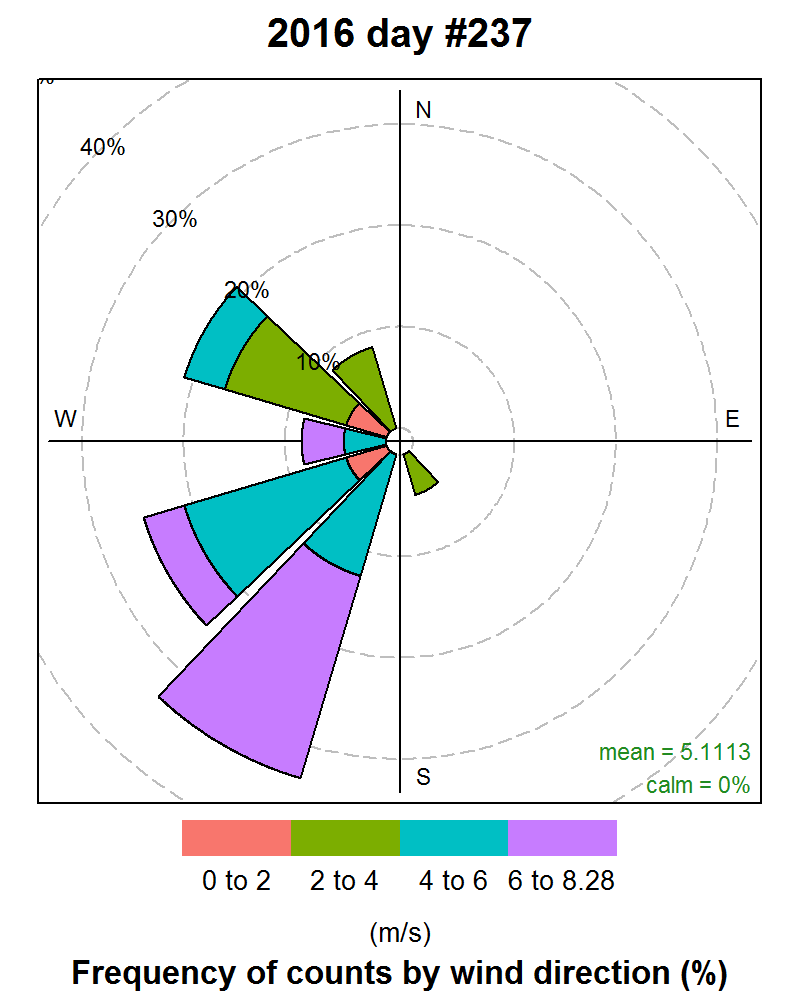 2016 day #237
%
N
40%
30%
20%
10%
W
E
mean = 5.1113
S
calm = 0%
0 to 2 2 to 4 4 to 6 6 to 8.28
(m/s)
Frequency of counts by wind direction (%)